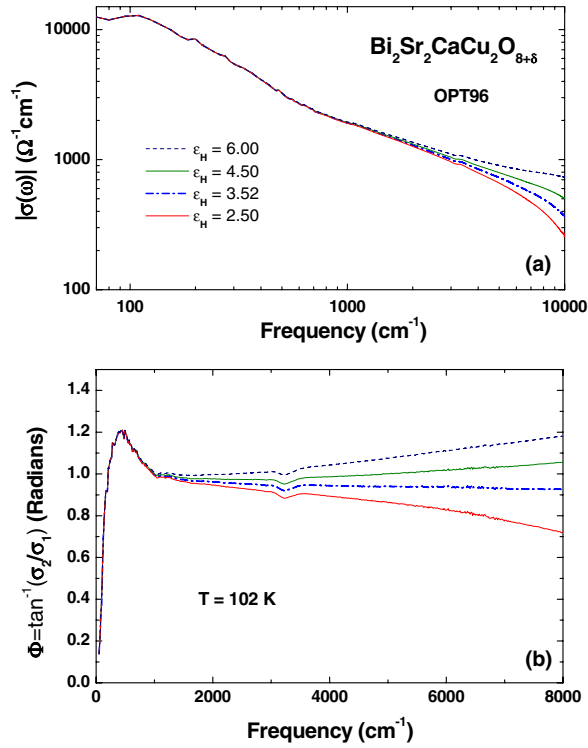 10000
1000
100
|σ(ω)| (Ω⁻¹cm⁻¹)
Bi₂Sr₂CaCu₂O₈₊δ
OPT96
ε_H = 6.00
ε_H = 4.50
ε_H = 3.52
ε_H = 2.50
(a)
100 1000 10000
Frequency (cm⁻¹)
1.4
1.2
1.0
0.8
0.6
0.4
0.2
0.0
Φ=tan⁻¹(σ₂/σ₁) (Radians)
T = 102 K
(b)
0 2000 4000 6000 8000
Frequency (cm⁻¹)